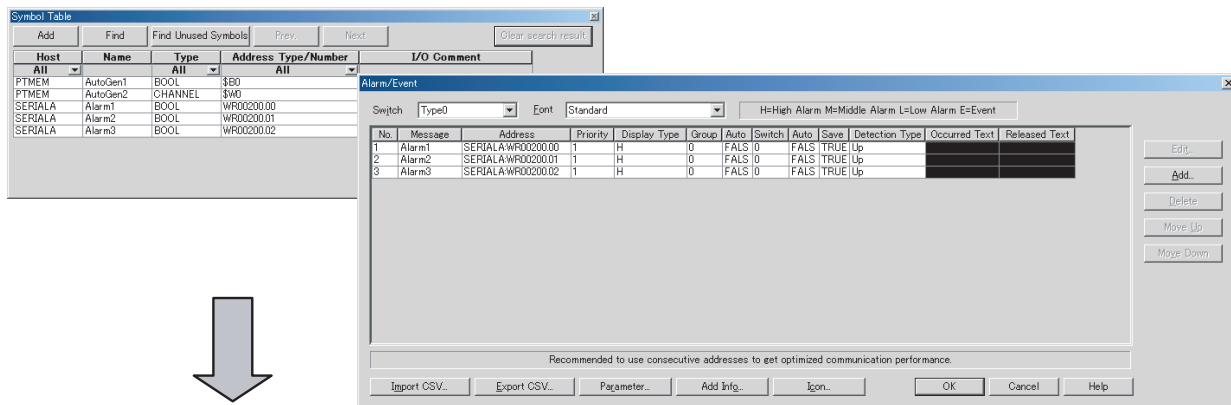 Symbol Table
Add Find Find Unused Symbols Prev. Next Clear search result
Host Name Type Address Type/Number I/O Comment
All All All
PTMEM AutoGen1 BOOL $B0
PTMEM AutoGen2 CHANNEL $W0
SERIALA Alarm1 BOOL WR00200.00
SERIALA Alarm2 BOOL WR00200.01
SERIALA Alarm3 BOOL WR00200.02
Alarm/Event
Switch Type0 Font Standard H=High Alarm M=Middle Alarm L=Low Alarm E=Event
No. Message Address Priority Display Type Group Auto Switch Auto Save Detection Type Occurred Text Released Text
1 Alarm1 SERIALA:WR00200.00 1 H 0 FALS 0 FALS TRUE Up
2 Alarm2 SERIALA:WR00200.01 1 H 0 FALS 0 FALS TRUE Up
3 Alarm3 SERIALA:WR00200.02 1 H 0 FALS 0 FALS TRUE Up
Edit...
Add...
Delete
Move Up
Move Down
Recommended to use consecutive addresses to get optimized communication performance.
Import CSV... Export CSV... Parameter... Add Info... Icon... OK Cancel Help